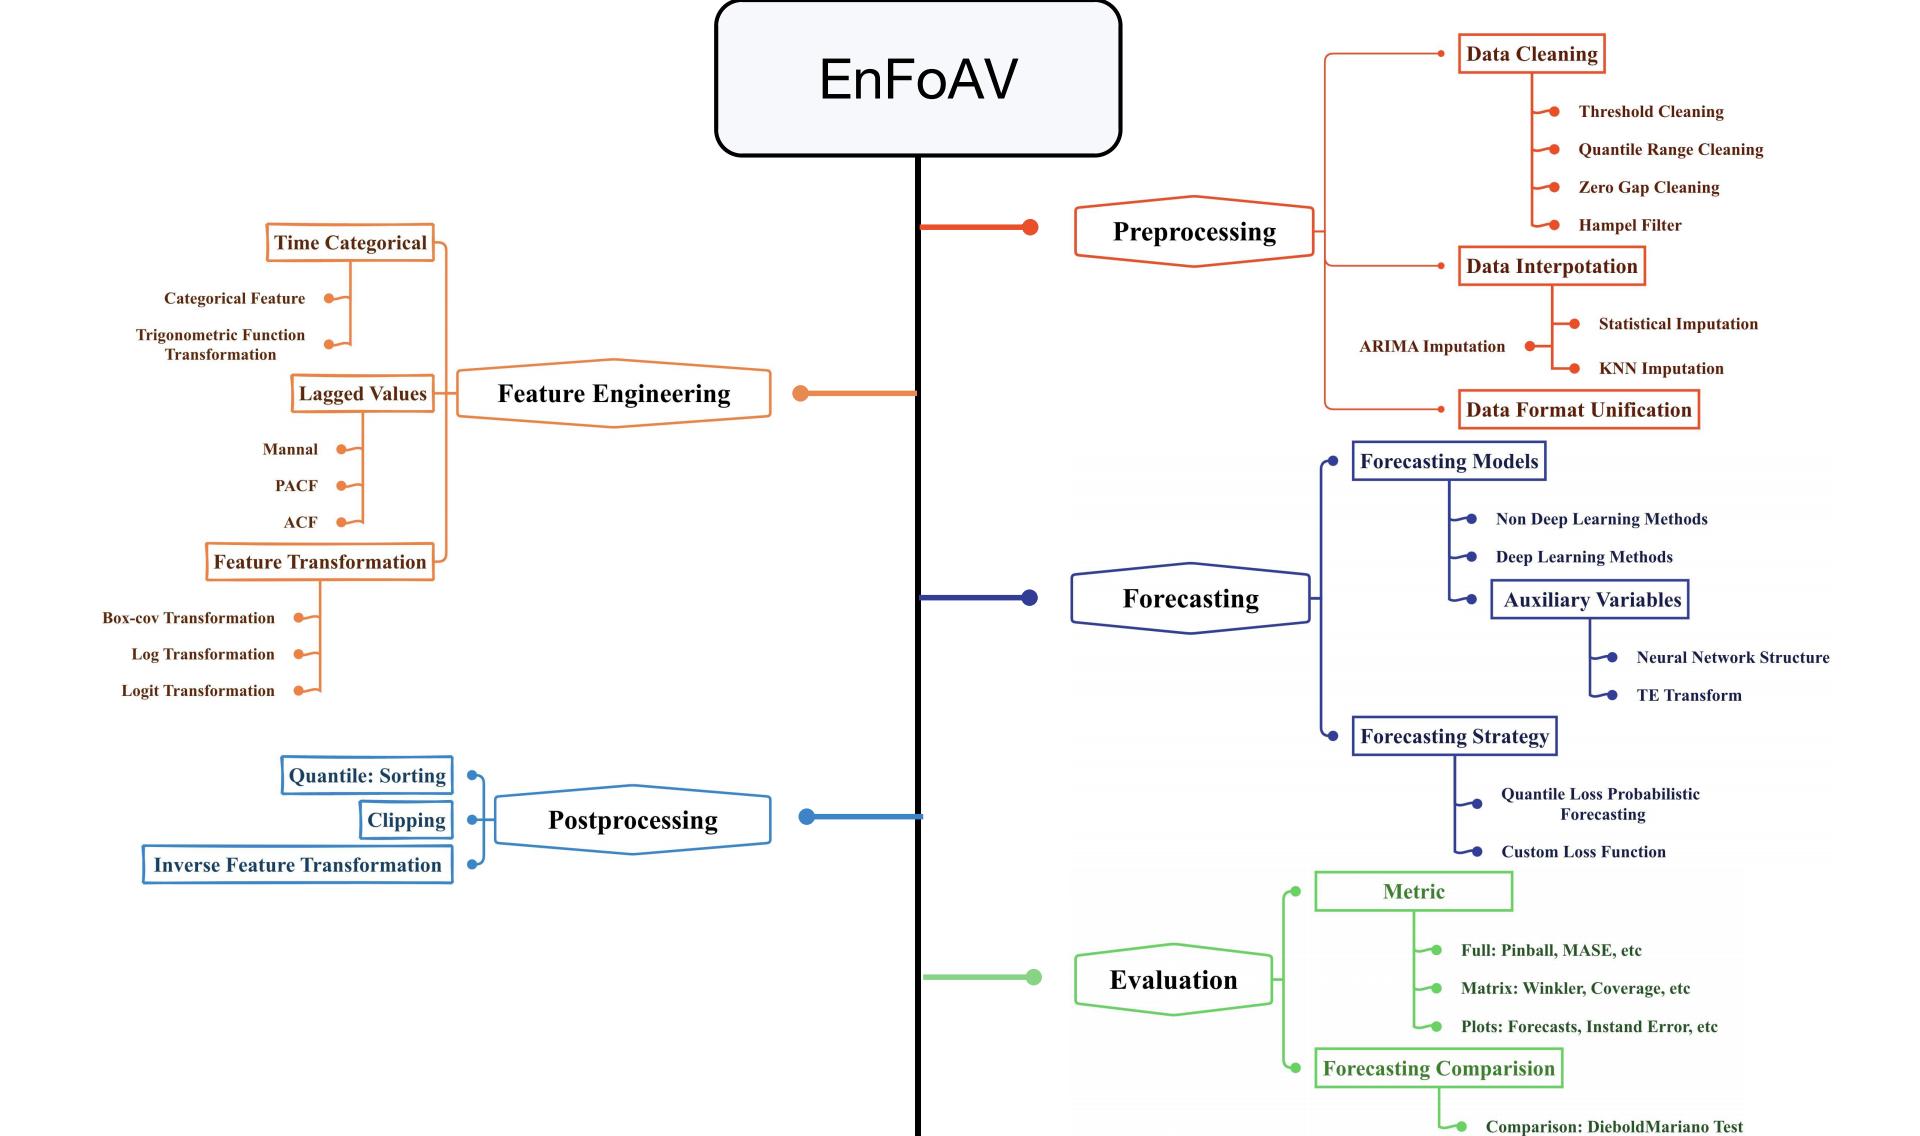 EnFoAV
Preprocessing
Data Cleaning
Threshold Cleaning
Quantile Range Cleaning
Zero Gap Cleaning
Hampel Filter
Data Interpotation
Statistical Imputation
ARIMA Imputation
KNN Imputation
Data Format Unification
Feature Engineering
Time Categorical
Categorical Feature
Trigonometric Function
Transformation
Lagged Values
Mannal
PACF
ACF
Feature Transformation
Box-cov Transformation
Log Transformation
Logit Transformation
Forecasting
Forecasting Models
Non Deep Learning Methods
Deep Learning Methods
Auxiliary Variables
Neural Network Structure
TE Transform
Forecasting Strategy
Quantile Loss Probabilistic
Forecasting
Custom Loss Function
Postprocessing
Quantile: Sorting
Clipping
Inverse Feature Transformation
Evaluation
Metric
Full: Pinball, MASE, etc
Matrix: Winkler, Coverage, etc
Plots: Forecasts, Instand Error, etc
Forecasting Comparision
Comparison: DieboldMariano Test